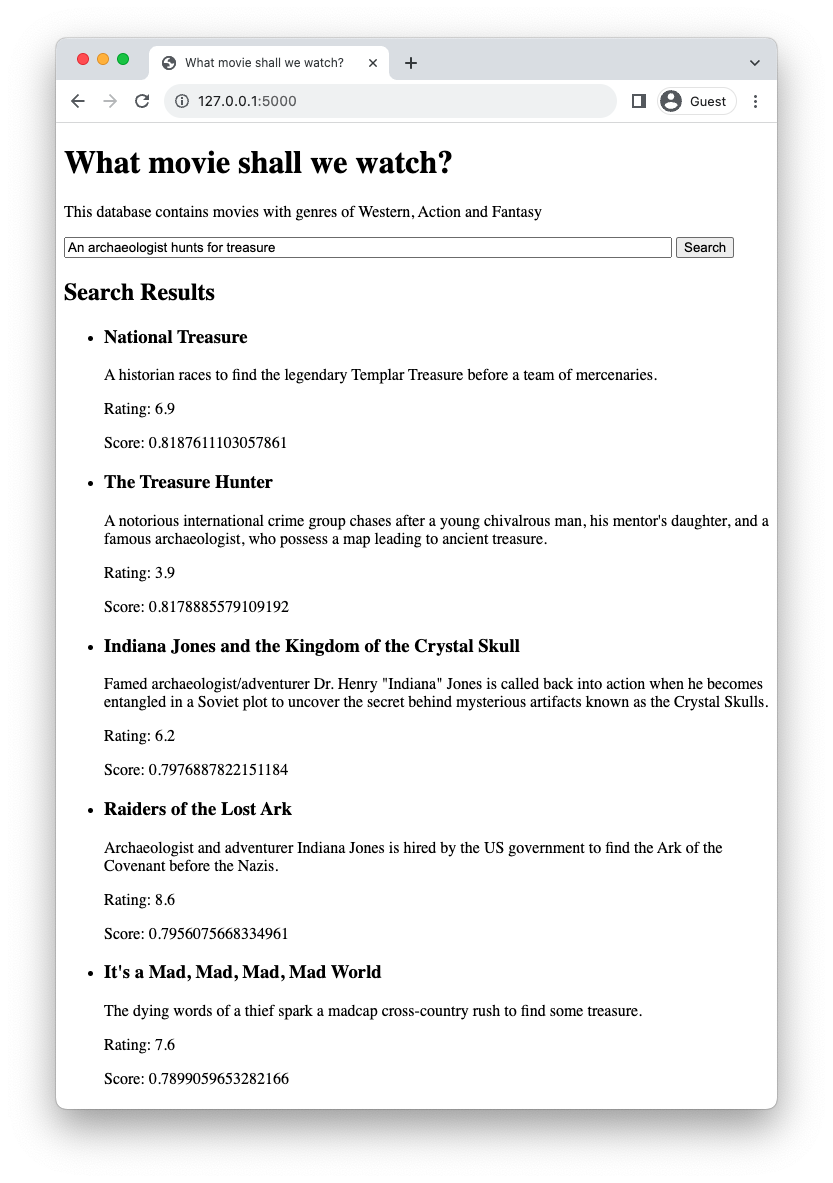 What movie shall we watch?
127.0.0.1:5000
Guest
What movie shall we watch?
This database contains movies with genres of Western, Action and Fantasy
An archaeologist hunts for treasure
Search
Search Results
National Treasure
A historian races to find the legendary Templar Treasure before a team of mercenaries.
Rating: 6.9
Score: 0.8187611103057861
The Treasure Hunter
A notorious international crime group chases after a young chivalrous man, his mentor's daughter, and a
famous archaeologist, who possess a map leading to ancient treasure.
Rating: 3.9
Score: 0.8178885579109192
Indiana Jones and the Kingdom of the Crystal Skull
Famed archaeologist/adventurer Dr. Henry "Indiana" Jones is called back into action when he becomes
entangled in a Soviet plot to uncover the secret behind mysterious artifacts known as the Crystal Skulls.
Rating: 6.2
Score: 0.7976887822151184
Raiders of the Lost Ark
Archaeologist and adventurer Indiana Jones is hired by the US government to find the Ark of the
Covenant before the Nazis.
Rating: 8.6
Score: 0.7956075668334961
It's a Mad, Mad, Mad, Mad World
The dying words of a thief spark a madcap cross-country rush to find some treasure.
Rating: 7.6
Score: 0.7899059653282166